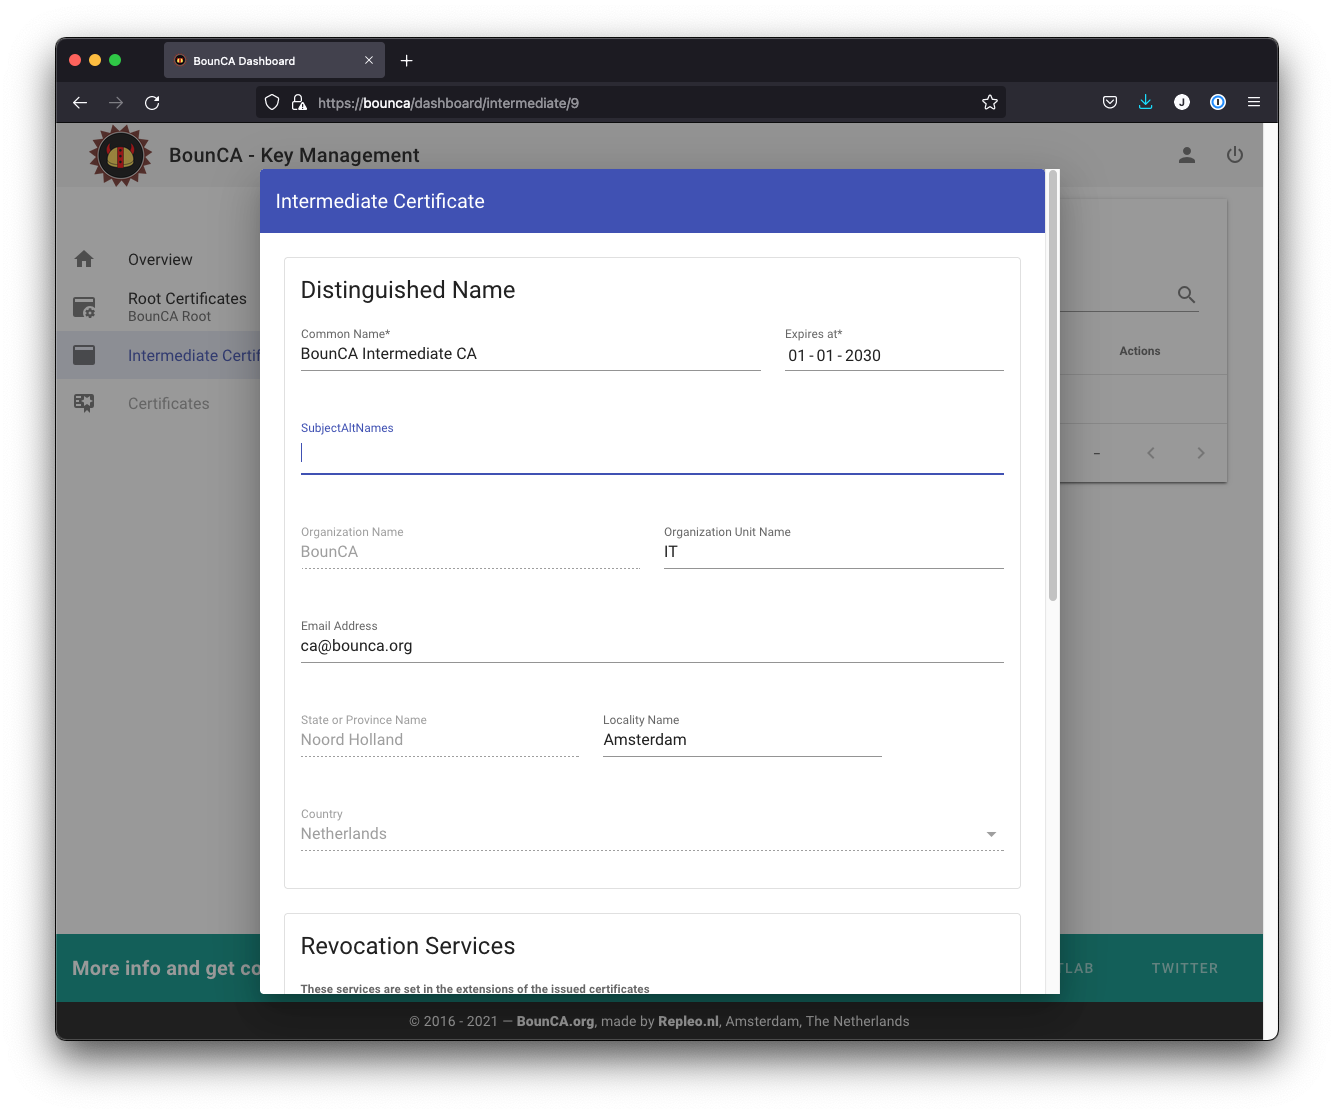 BounCA Dashboard
https://bounca/dashboard/intermediate/9
J
BounCA - Key Management
Intermediate Certificate
Overview
Root Certificates
BounCA Root
Intermediate Certif
Certificates
Distinguished Name
Common Name*
BounCA Intermediate CA
Expires at*
01 - 01 - 2030
SubjectAltNames
Organization Name
BounCA
Organization Unit Name
IT
Email Address
ca@bounca.org
State or Province Name
Noord Holland
Locality Name
Amsterdam
Country
Netherlands
Actions
–
Revocation Services
These services are set in the extensions of the issued certificates
More info and get co
TLAB
TWITTER
© 2016 - 2021 — BounCA.org, made by Repleo.nl, Amsterdam, The Netherlands